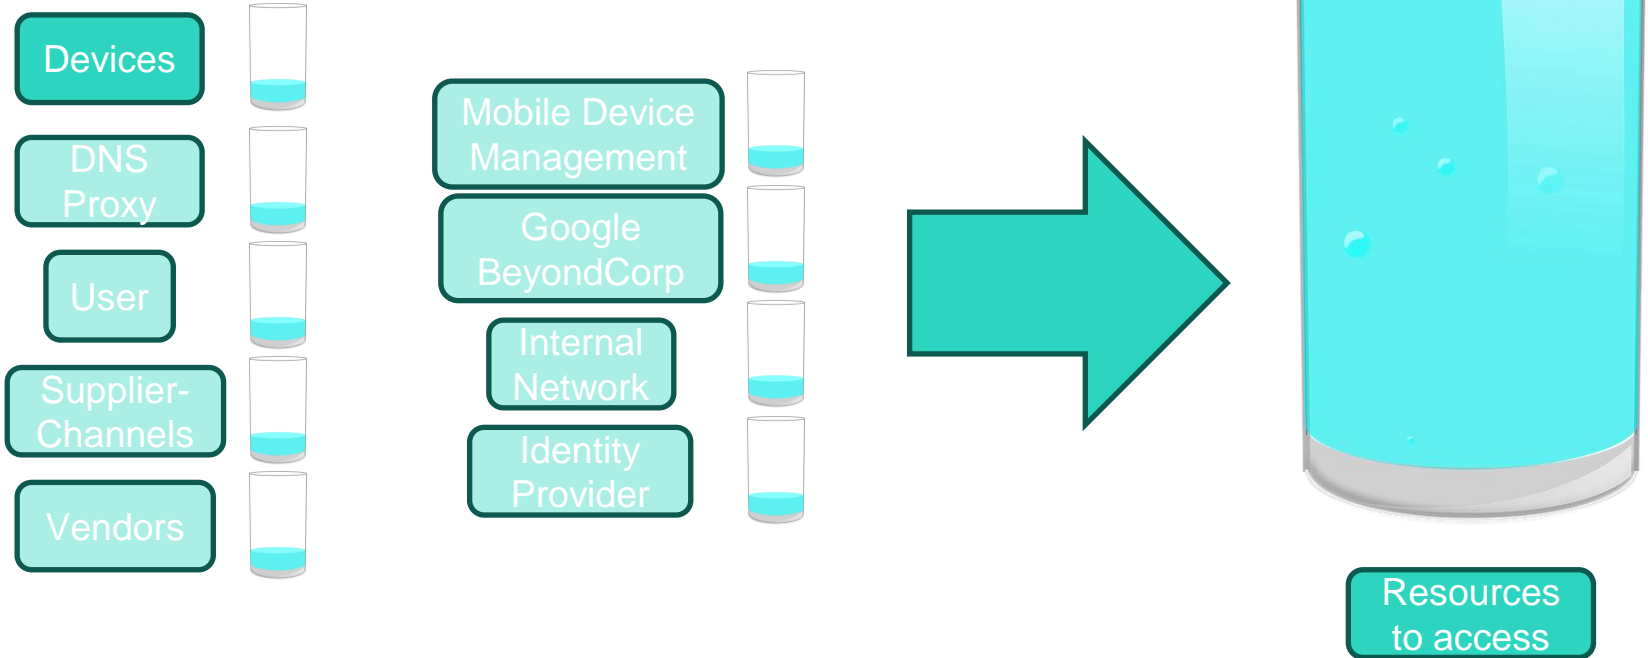 Devices
DNS
Proxy
User
Supplier-
Channels
Vendors
Mobile Device
Management
Google
BeyondCorp
Internal
Network
Identity
Provider
Resources
to access